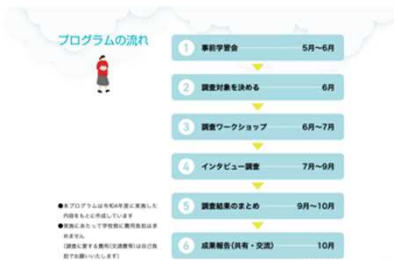 プログラムの流れ
1 事前学習会 5月〜6月
2 調査対象を決める 6月
3 調査ワークショップ 6月〜7月
4 インタビュー調査 7月〜9月
5 調査結果のまとめ 9月〜10月
6 成果報告(共有・交流) 10月
●本プログラムは令和4年度に実施した
内容をもとに作成しています
●実施にあたって学校側に費用負担は求
めません
(調査に要する費用(交通費等)は自己負
担でお願いいたします)